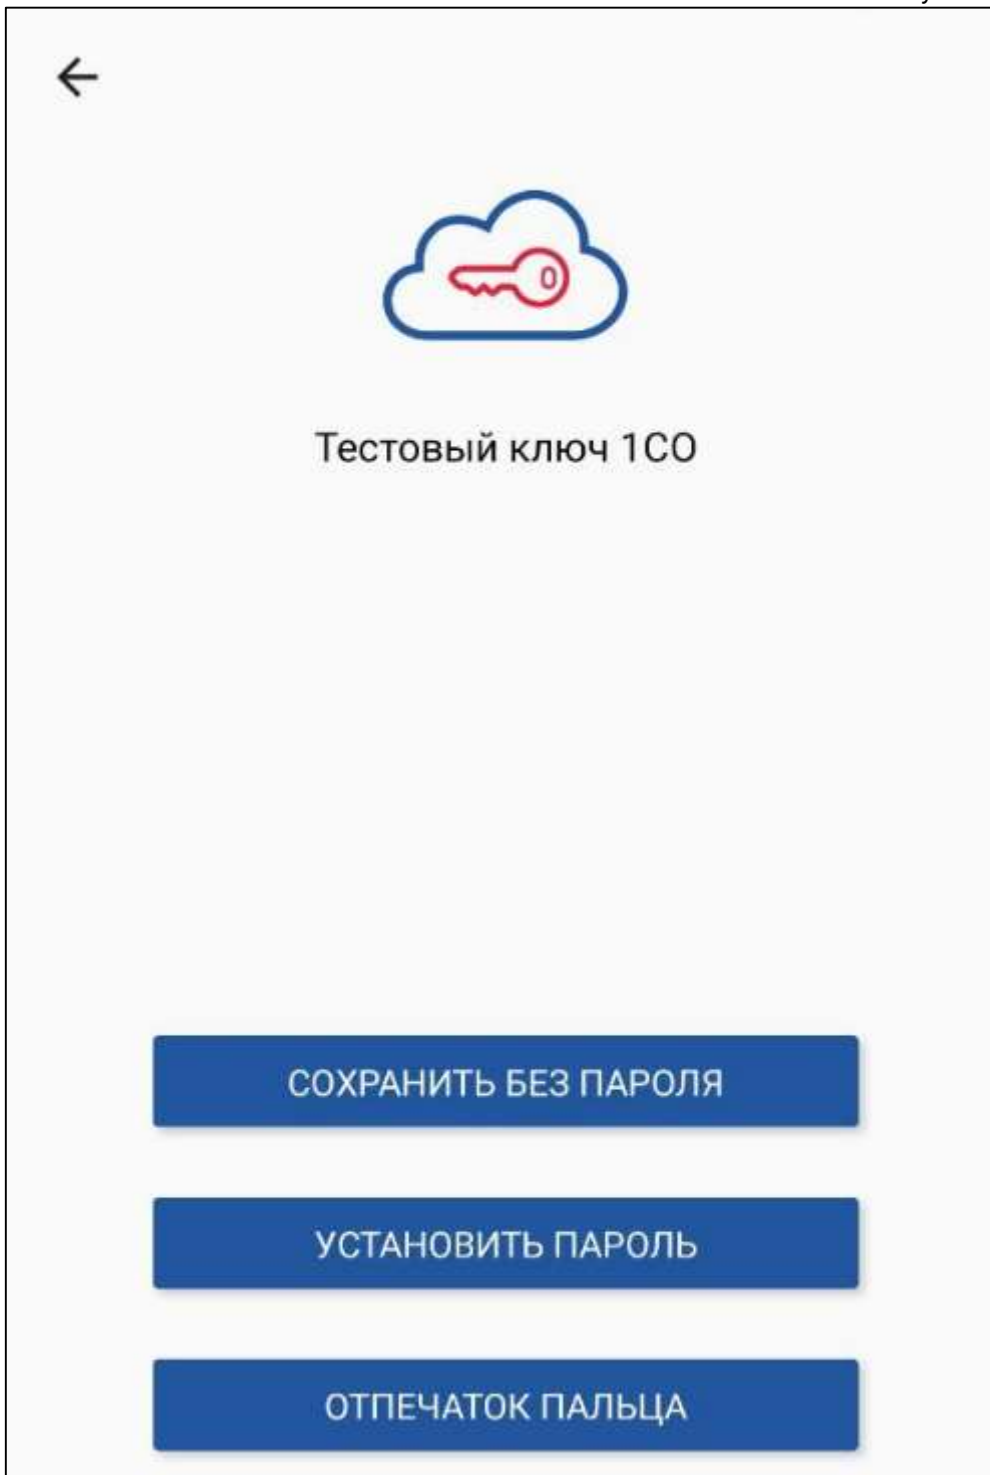 Тестовый ключ 1СО
СОХРАНИТЬ БЕЗ ПАРОЛЯ
УСТАНОВИТЬ ПАРОЛЬ
ОТПЕЧАТОК ПАЛЬЦА